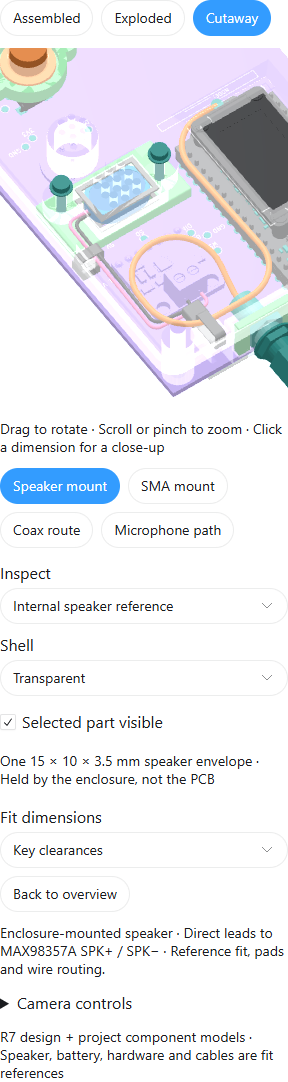 Assembled
Exploded
Cutaway
Drag to rotate · Scroll or pinch to zoom · Click
a dimension for a close-up
Speaker mount
SMA mount
Coax route
Microphone path
Inspect
Internal speaker reference
Shell
Transparent
Selected part visible
One 15 × 10 × 3.5 mm speaker envelope ·
Held by the enclosure, not the PCB
Fit dimensions
Key clearances
Back to overview
Enclosure-mounted speaker · Direct leads to
MAX98357A SPK+ / SPK− · Reference fit, pads
and wire routing.
Camera controls
R7 design + project component models ·
Speaker, battery, hardware and cables are fit
references